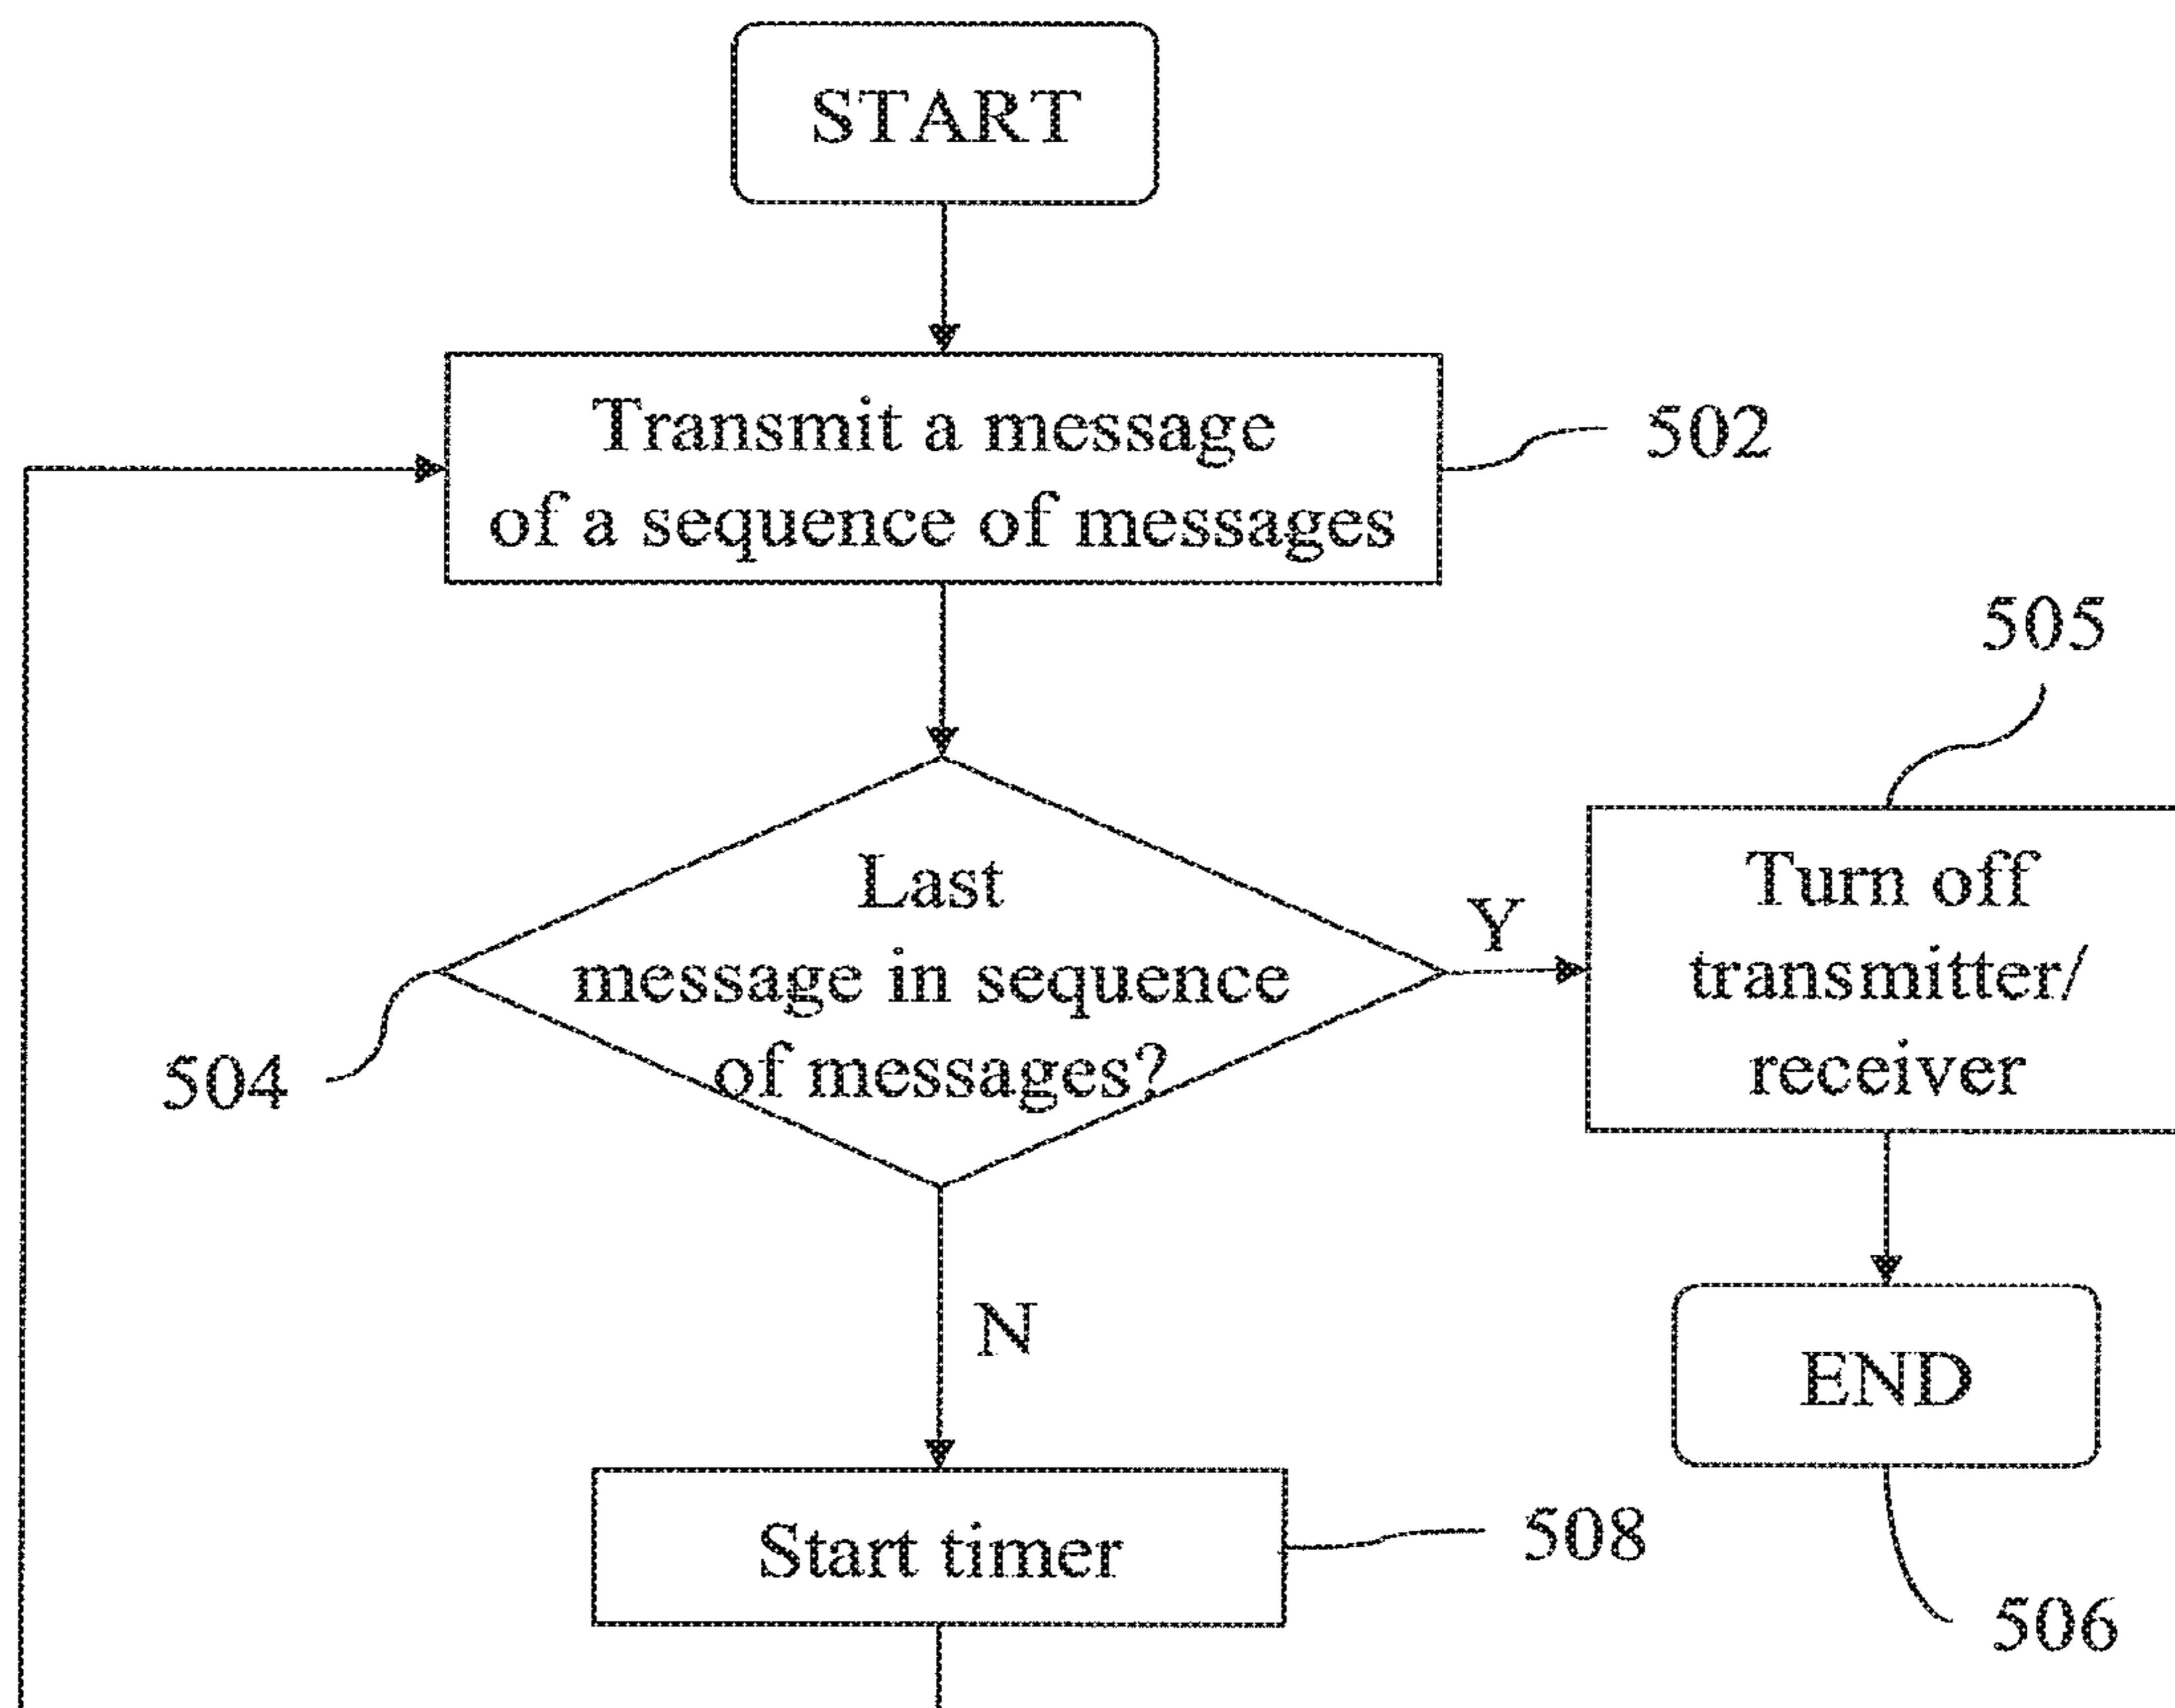 START
Transmit a message
of a sequence of messages
502
505
Last
message in sequence
of messages?
504
Y
Turn off
transmitter/
receiver
N
END
Start timer
508
506